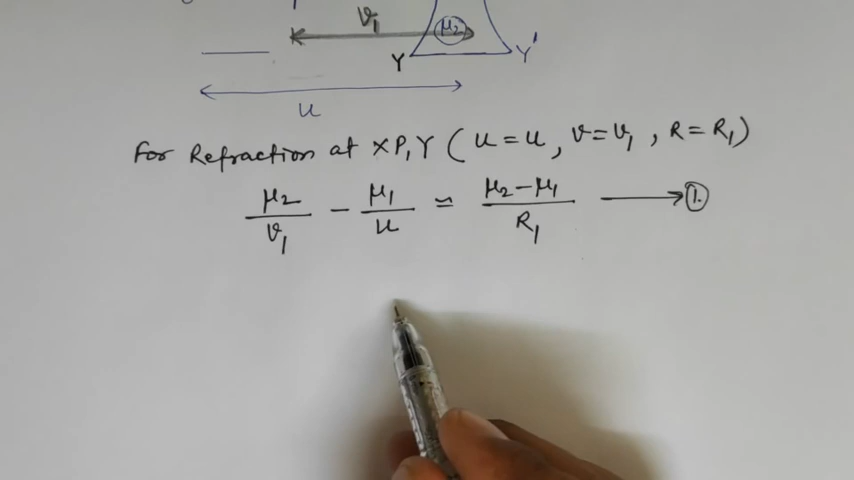 v₁
μ₂
Y Y'
u
For Refraction at XP₁Y ( u = u , v = v₁ , R = R₁ )
μ₂/v₁ - μ₁/u = (μ₂ - μ₁)/R₁ ⟶ ①.